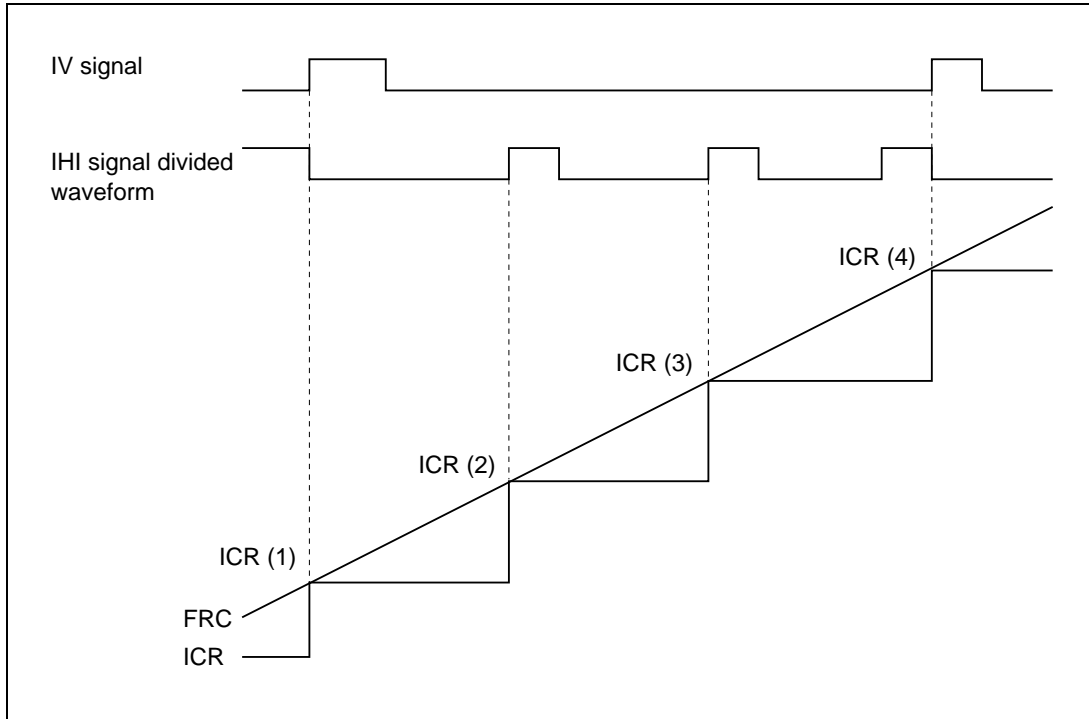 IV signal
IHI signal divided
waveform
ICR (4)
ICR (3)
ICR (2)
ICR (1)
FRC
ICR